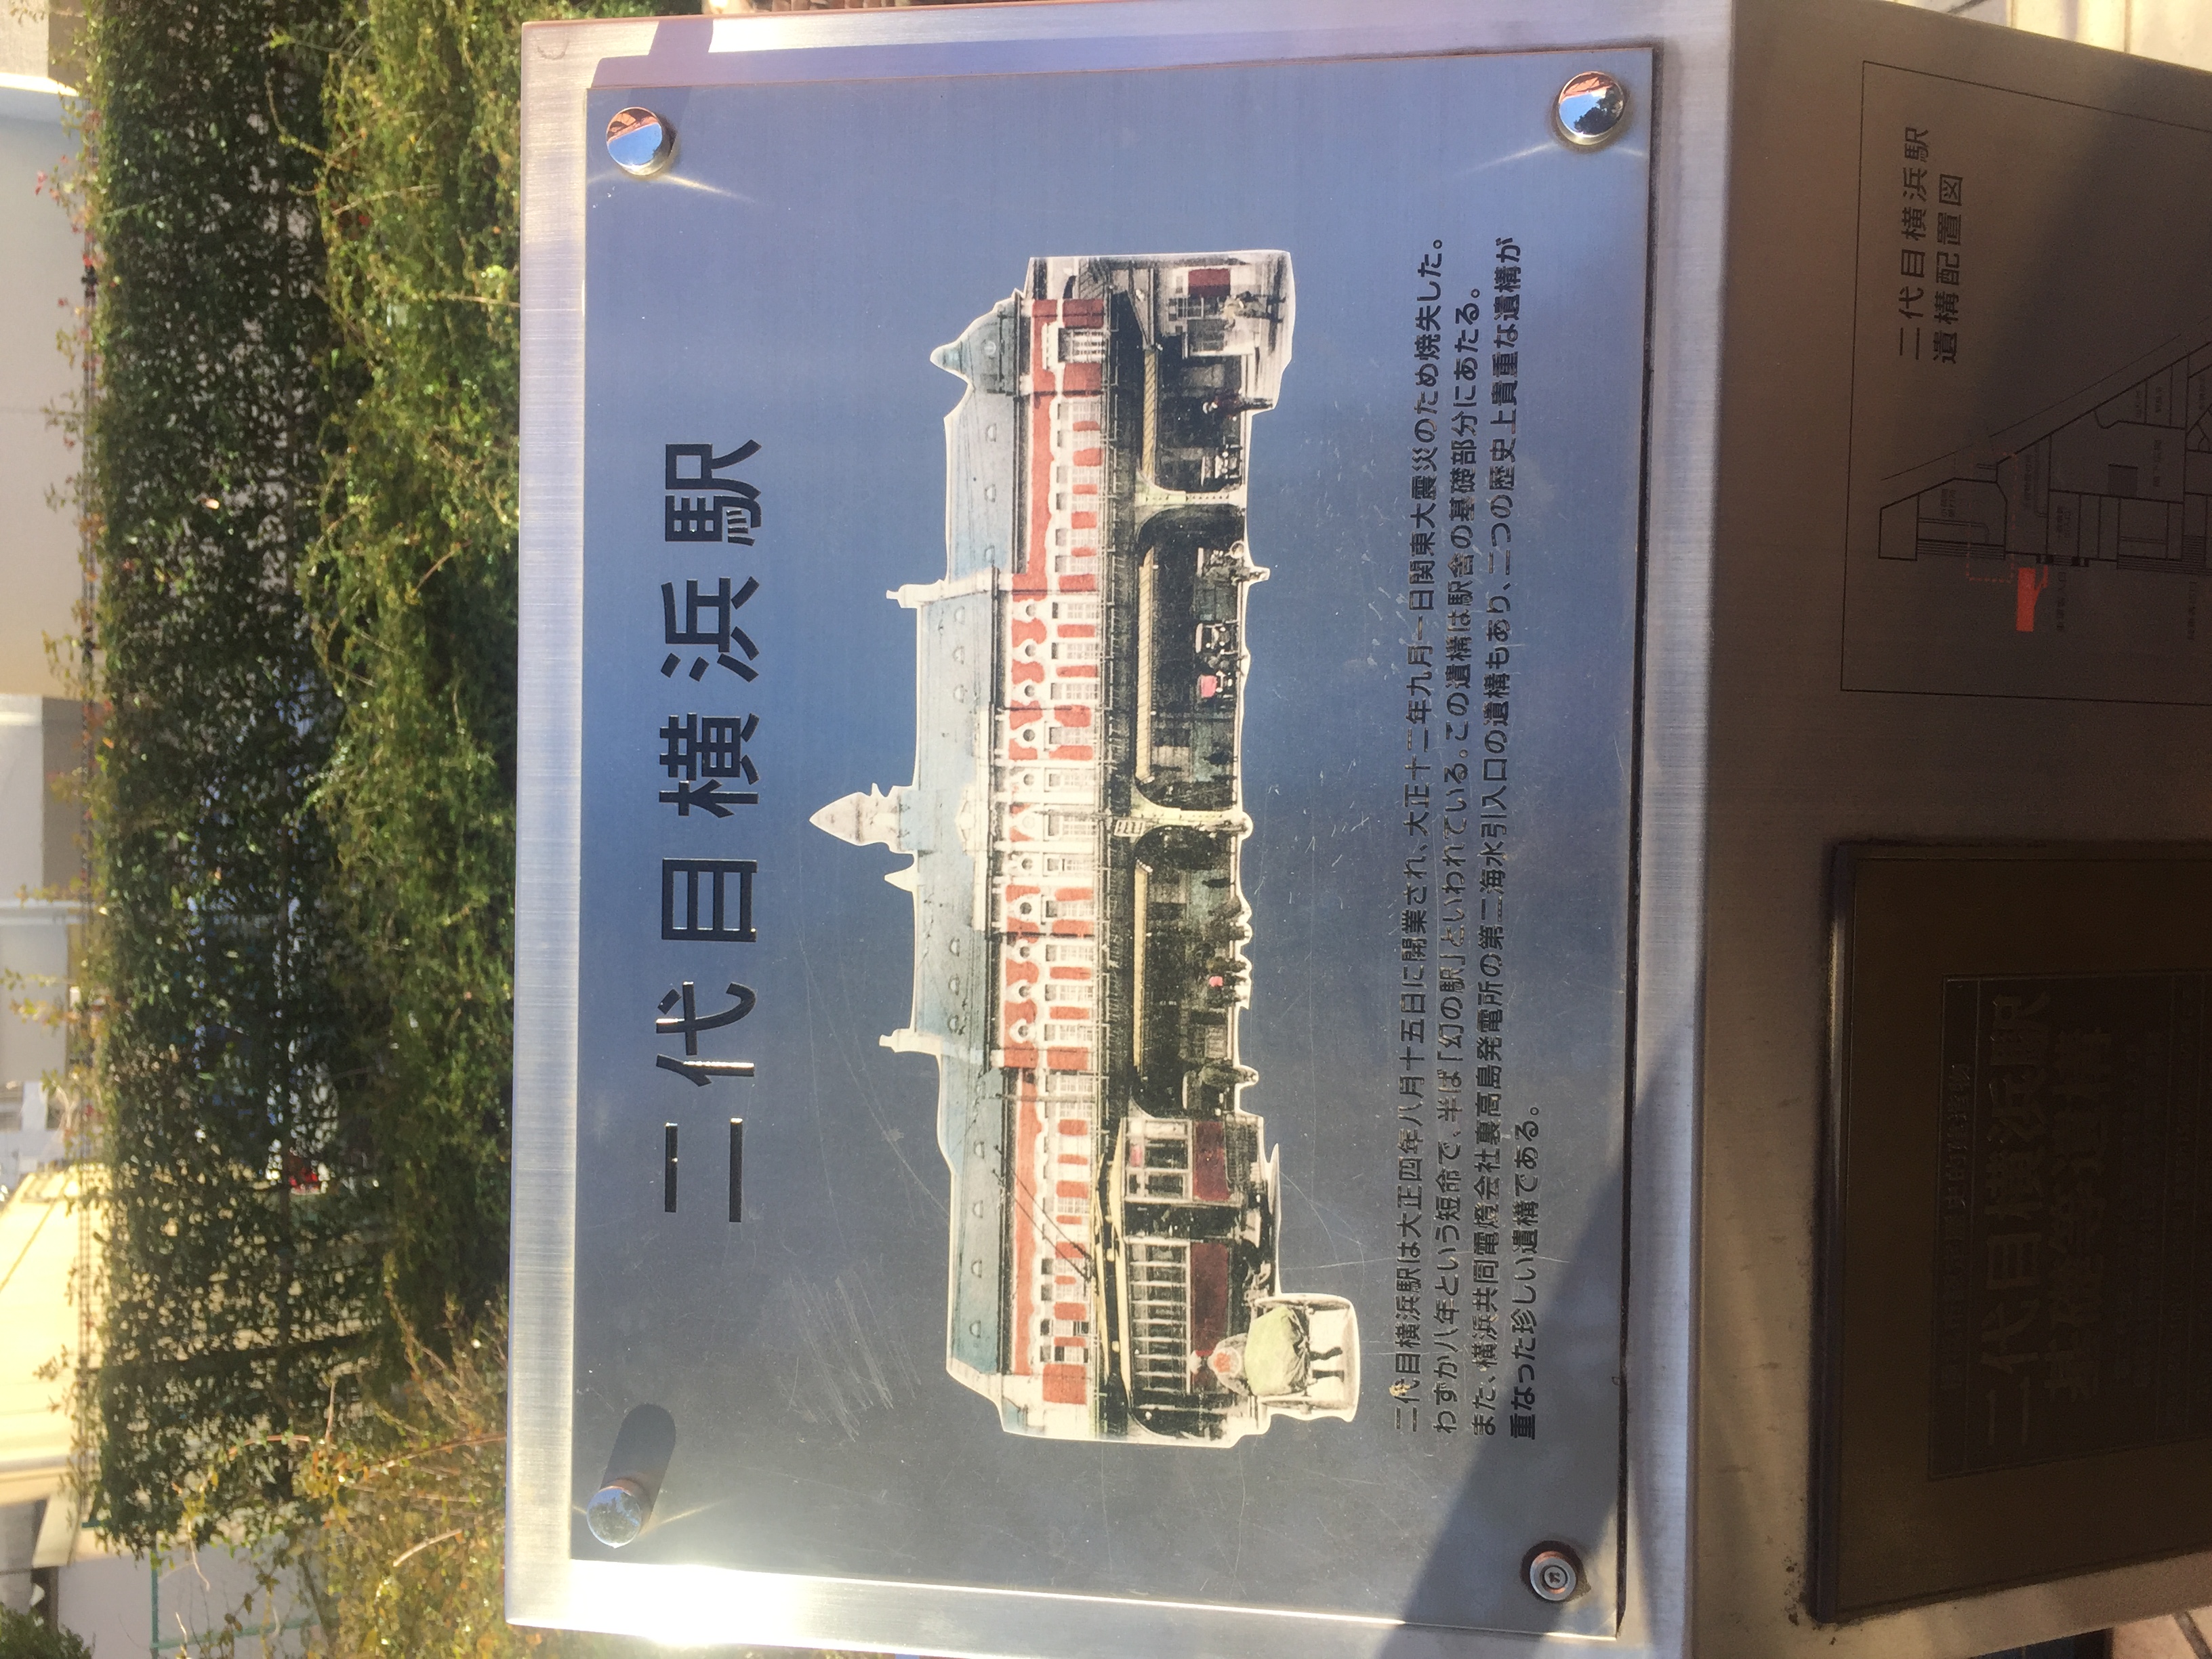 二代目横浜駅
二代目横浜駅は大正四年八月十五日に開業され、大正十二年九月一日関東大震災のため焼失した。
わずか八年という短命で、半ば「幻の駅」といわれている。この遺構は駅舎の基礎部分にあたる。
また、横浜共同電燈会社裏高島発電所の第二海水引入口の遺構もあり、二つの歴史上貴重な遺構が
重なった珍しい遺構である。
歴史的建造物
二代目横浜駅
基礎等遺構
二代目横浜駅
遺構配置図